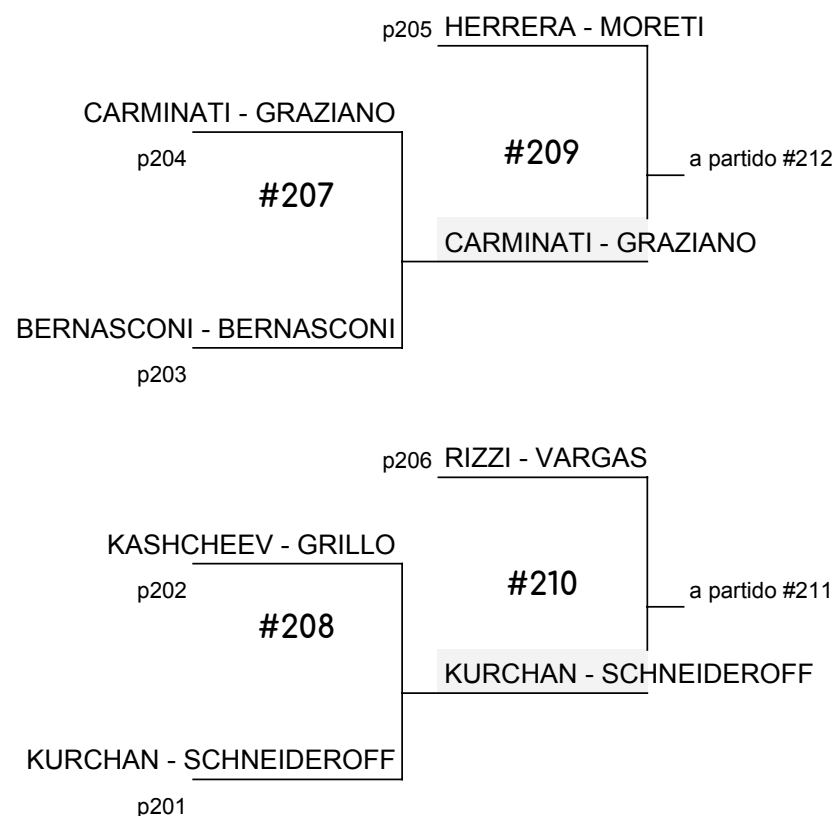 p205 HERRERA - MORETI
CARMINATI - GRAZIANO
p204
#207
#209
a partido #212
CARMINATI - GRAZIANO
BERNASCONI - BERNASCONI
p203
p206 RIZZI - VARGAS
KASHCHEEV - GRILLO
p202
#208
#210
a partido #211
KURCHAN - SCHNEIDEROFF
KURCHAN - SCHNEIDEROFF
p201